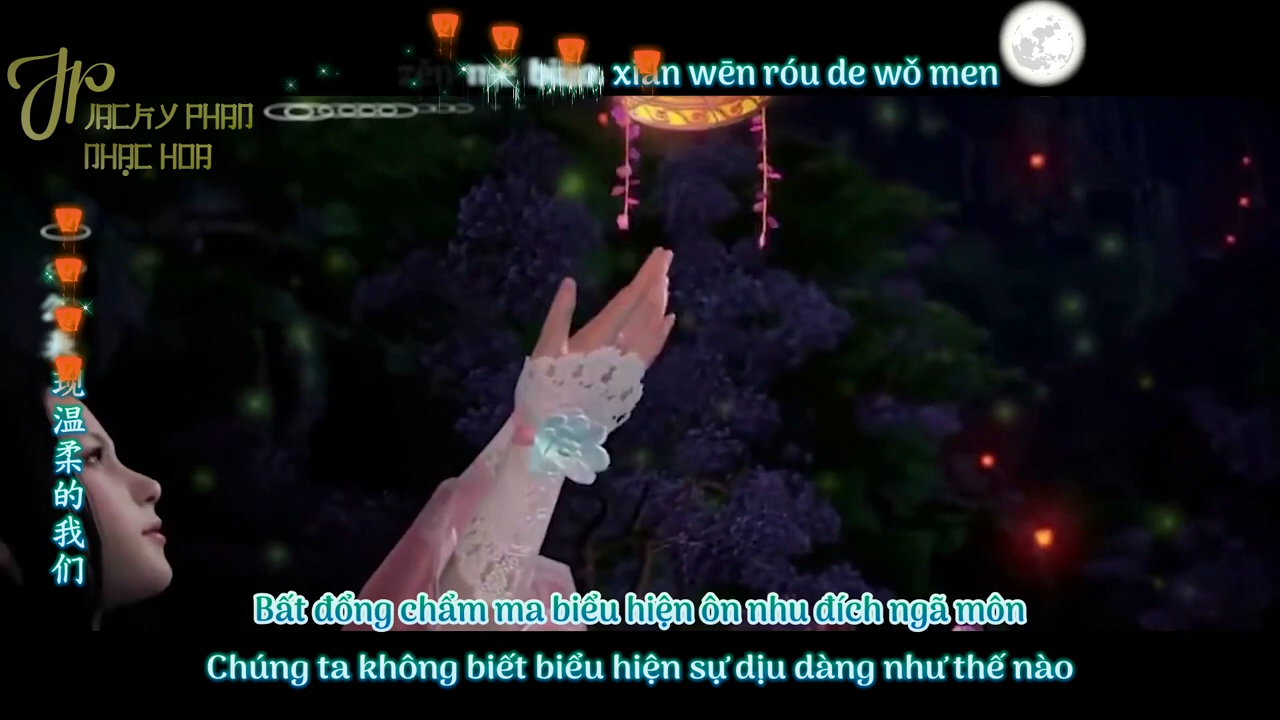 xiàn wēn róu de wǒ men
JACKY PHAN
NHẠC HOA
现温柔的我们
Bất đổng chẩm ma biểu hiện ôn nhu đích ngã môn
Chúng ta không biết biểu hiện sự dịu dàng như thế nào